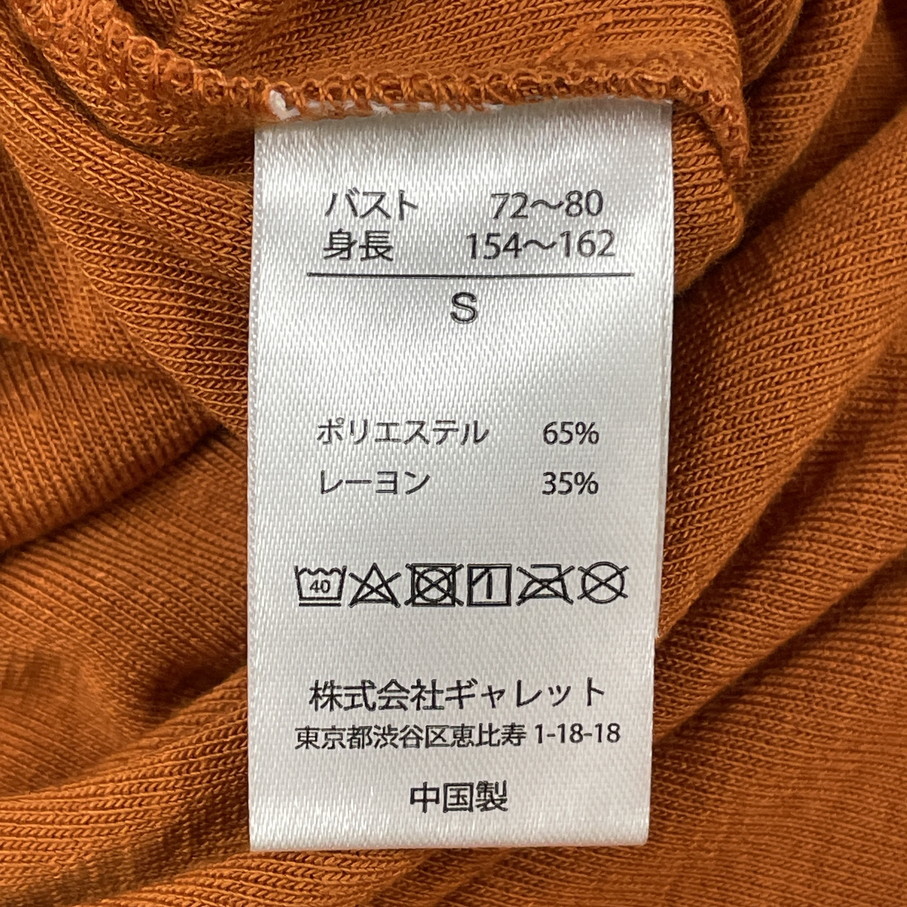 バスト 72～80
身長 154～162
S
ポリエステル 65%
レーヨン 35%
40
株式会社ギャレット
東京都渋谷区恵比寿 1-18-18
中国製